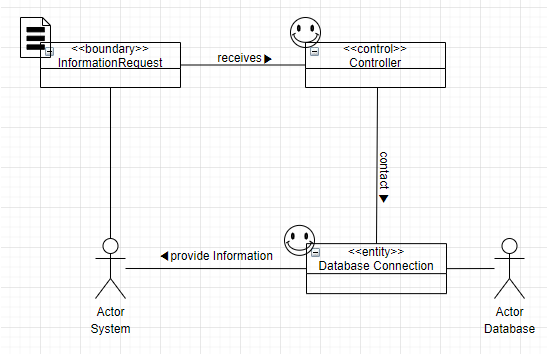 <<boundary>>
InformationRequest
receives ▶
<<control>>
Controller
contact ▶
◀ provide Information
<<entity>>
Database Connection
Actor
System
Actor
Database